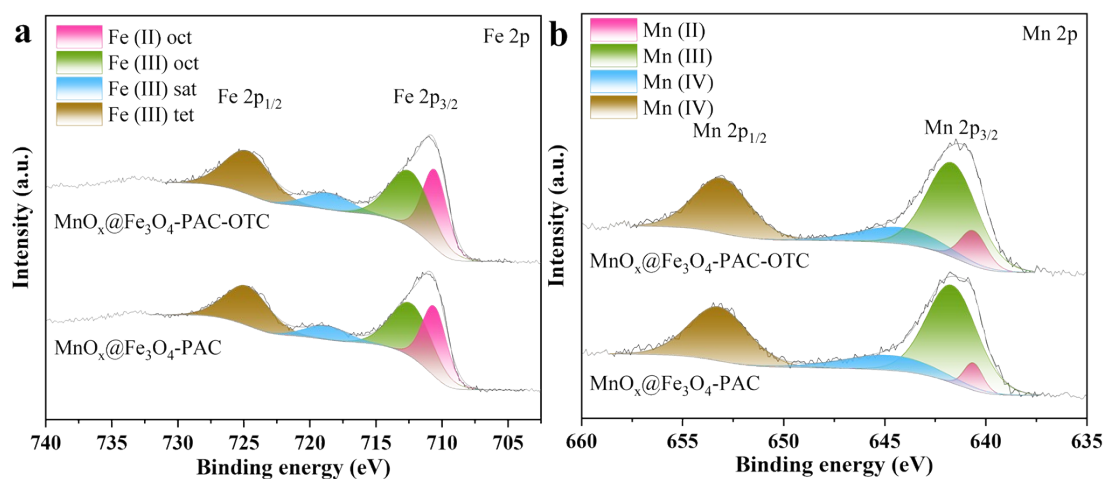 a
Fe (II) oct
Fe (III) oct
Fe (III) sat
Fe (III) tet
Fe 2p
Fe 2p1/2
Fe 2p3/2
MnOx@Fe3O4-PAC-OTC
MnOx@Fe3O4-PAC
Intensity (a.u.)
740 735 730 725 720 715 710 705
Binding energy (eV)
b
Mn (II)
Mn (III)
Mn (IV)
Mn (IV)
Mn 2p
Mn 2p1/2
Mn 2p3/2
MnOx@Fe3O4-PAC-OTC
MnOx@Fe3O4-PAC
Intensity (a.u.)
660 655 650 645 640 635
Binding energy (eV)